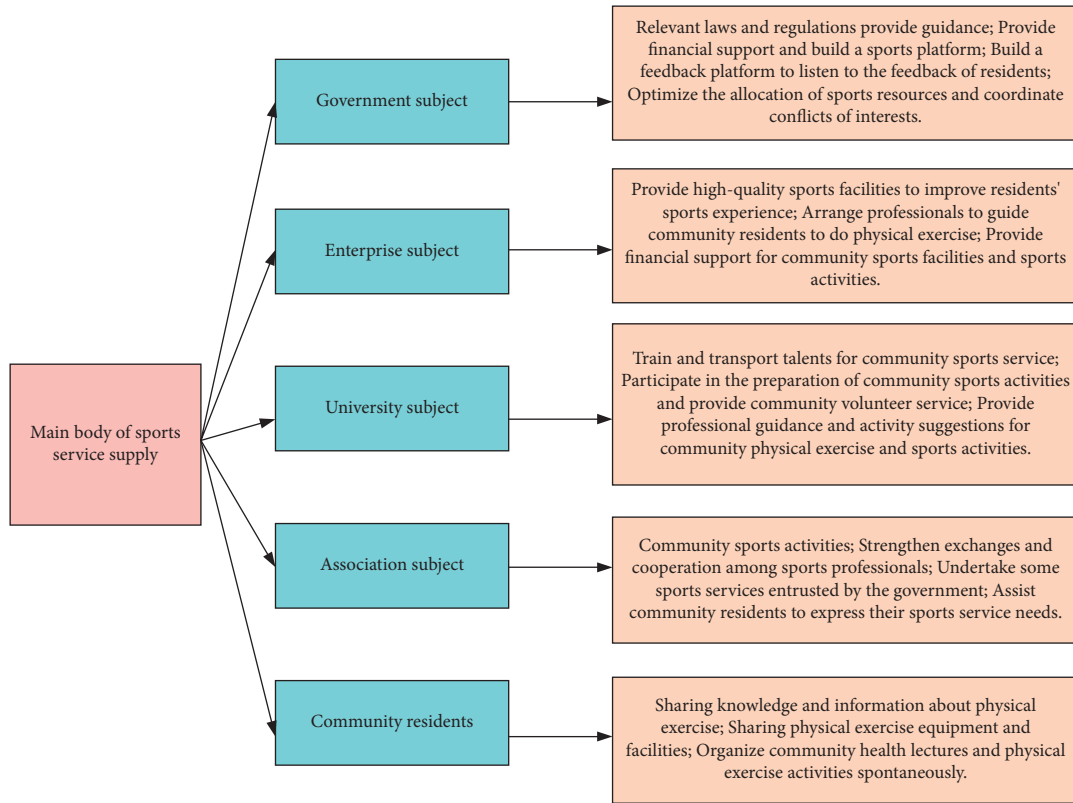 Main body of sports
service supply
Government subject
Relevant laws and regulations provide guidance; Provide
financial support and build a sports platform; Build a
feedback platform to listen to the feedback of residents;
Optimize the allocation of sports resources and coordinate
conflicts of interests.
Enterprise subject
Provide high-quality sports facilities to improve residents'
sports experience; Arrange professionals to guide
community residents to do physical exercise; Provide
financial support for community sports facilities and sports
activities.
University subject
Train and transport talents for community sports service;
Participate in the preparation of community sports activities
and provide community volunteer service; Provide
professional guidance and activity suggestions for
community physical exercise and sports activities.
Association subject
Community sports activities; Strengthen exchanges and
cooperation among sports professionals; Undertake some
sports services entrusted by the government; Assist
community residents to express their sports service needs.
Community residents
Sharing knowledge and information about physical
exercise; Sharing physical exercise equipment and
facilities; Organize community health lectures and physical
exercise activities spontaneously.